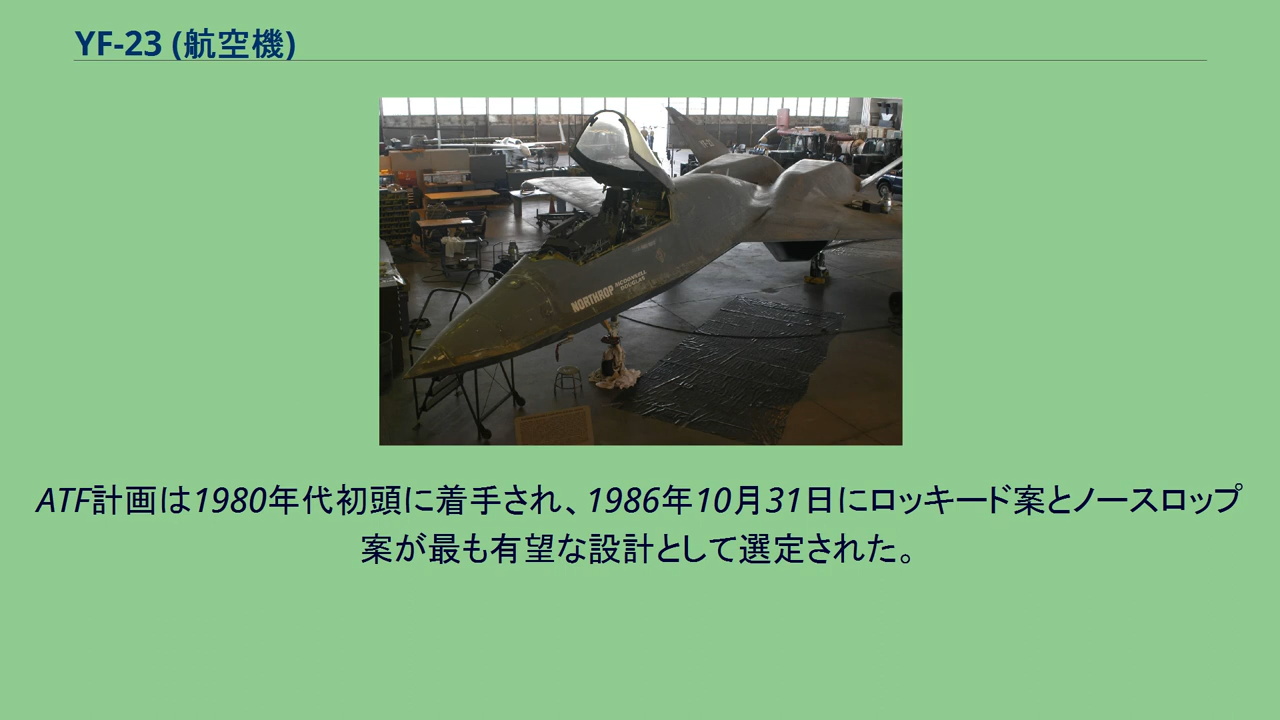 YF-23 (航空機)
NORTHROP MCDONNELL
DOUGLAS
ATF計画は1980年代初頭に着手され、1986年10月31日にロッキード案とノースロップ
案が最も有望な設計として選定された。